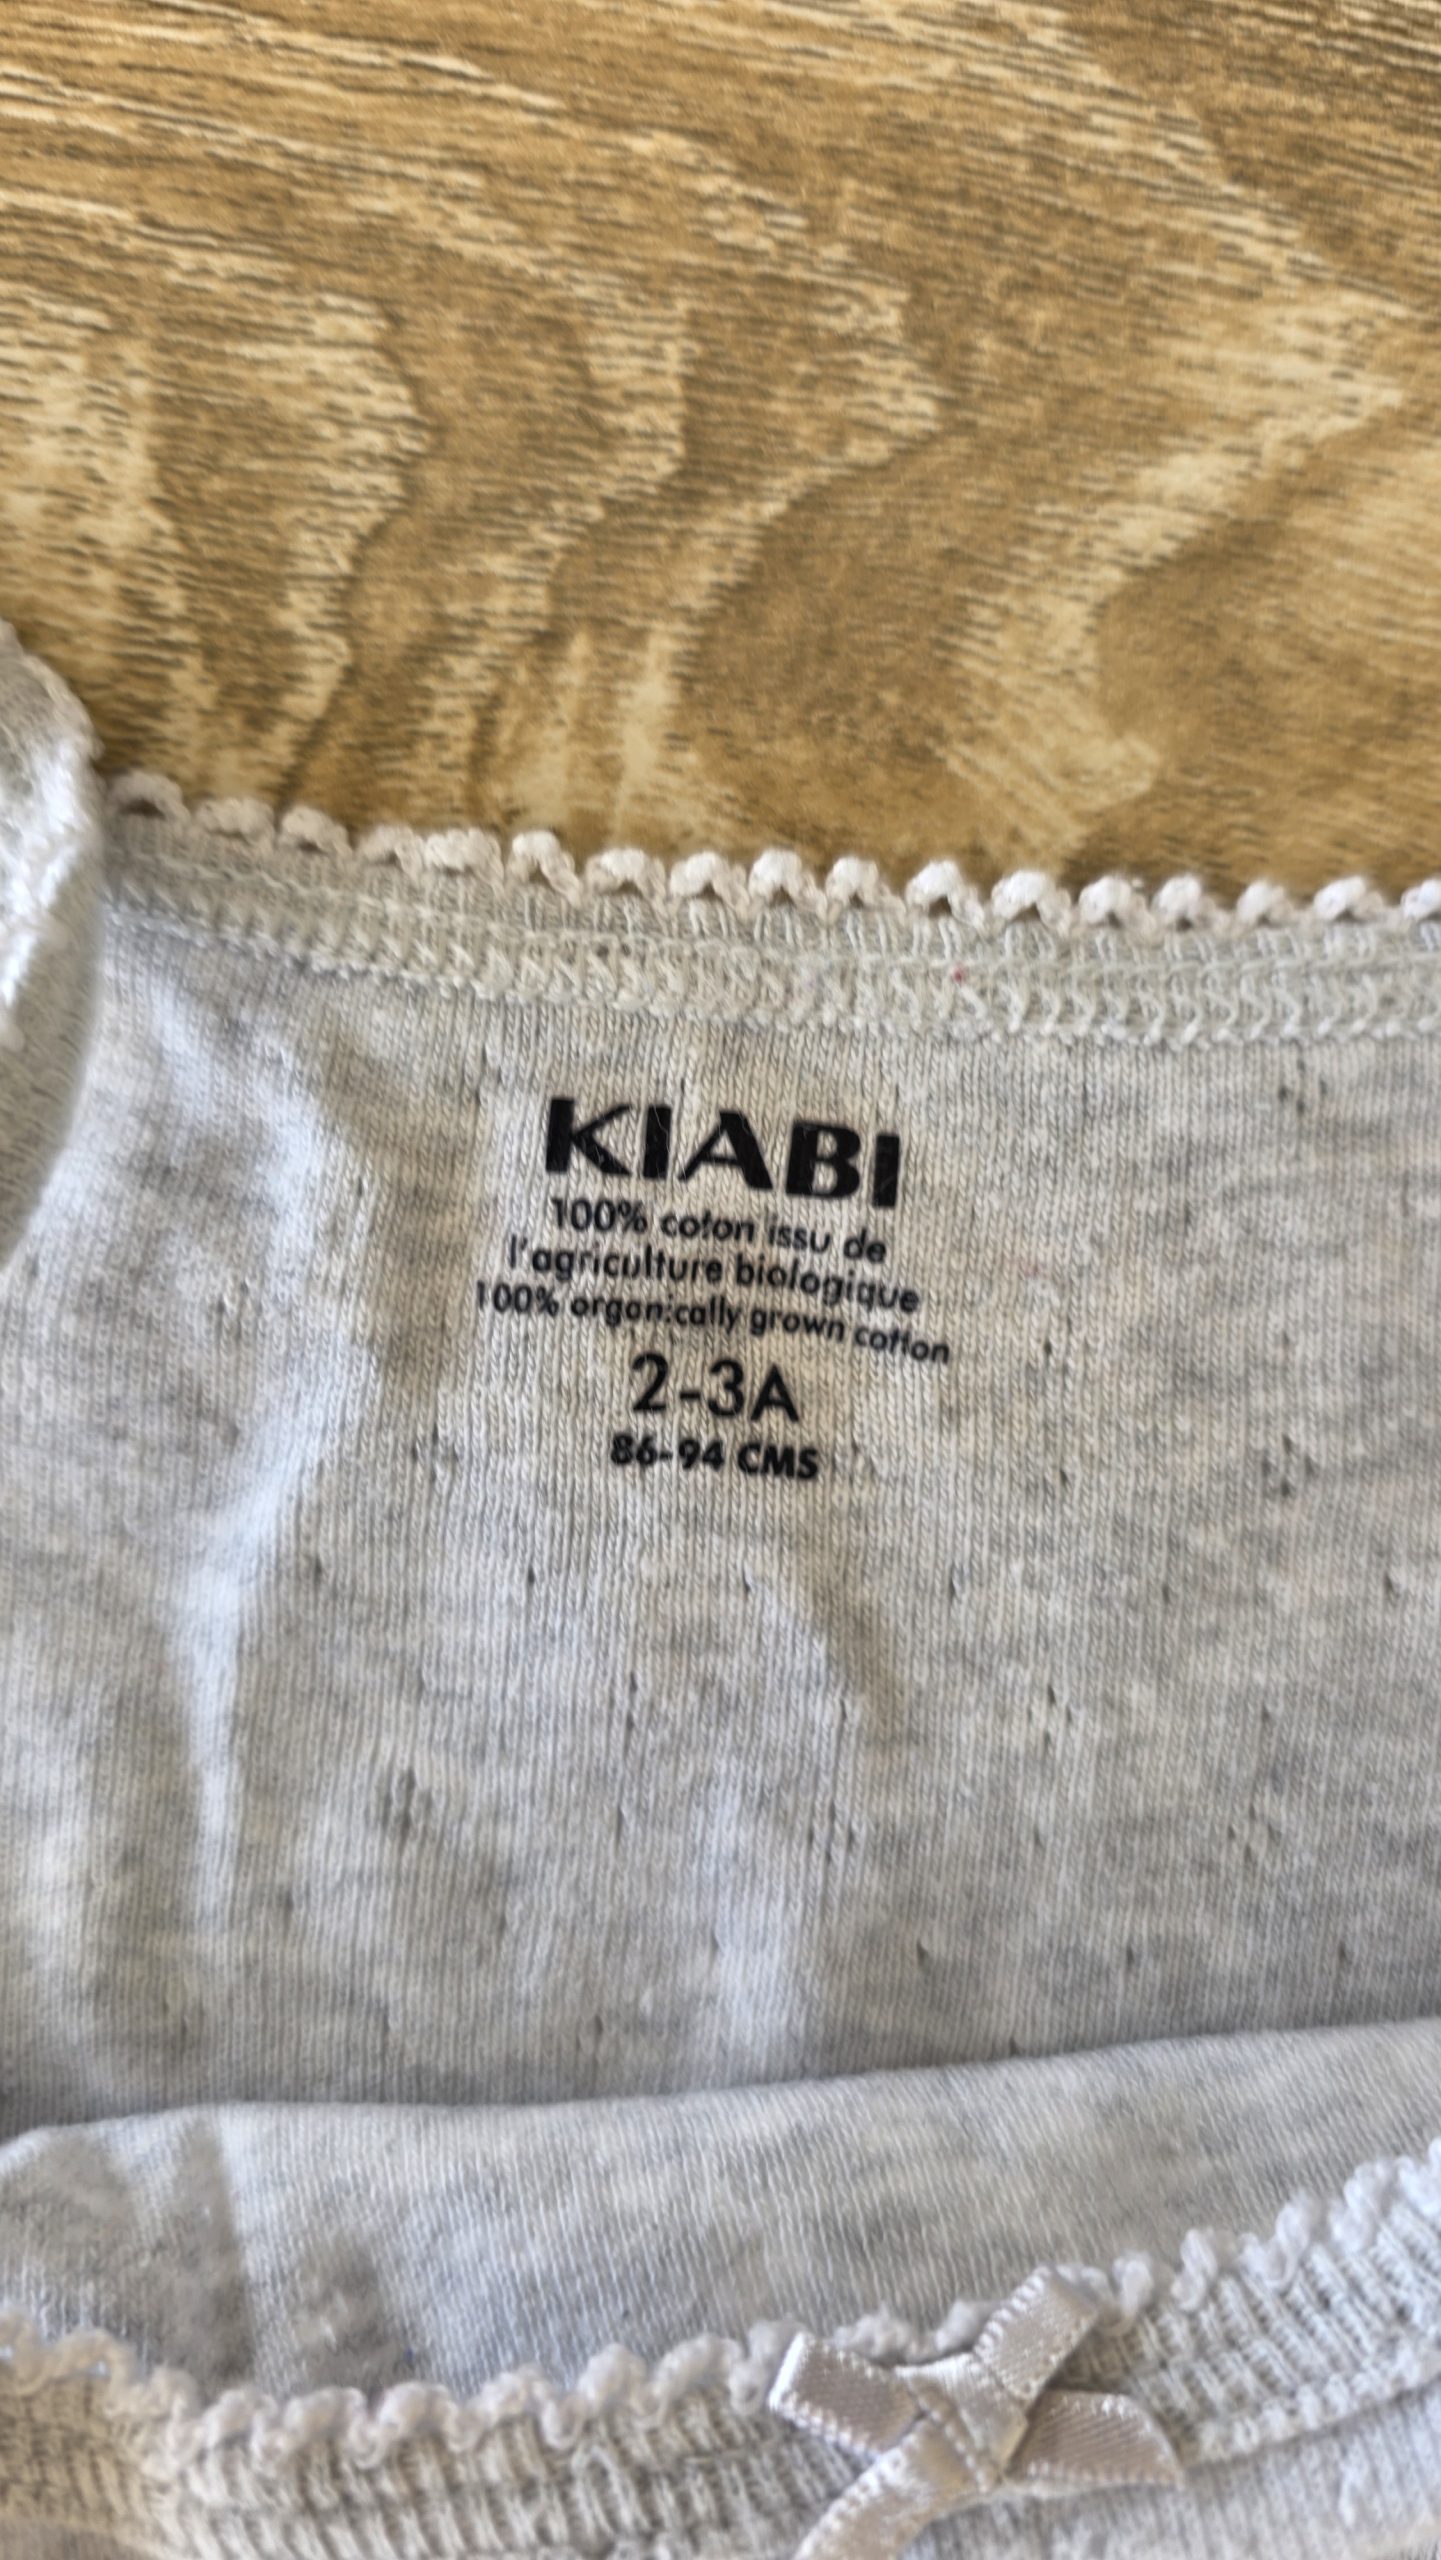 KIABI
100% coton issu de
l'agriculture biologique
100% organically grown cotton
2-3A
86-94 CMS